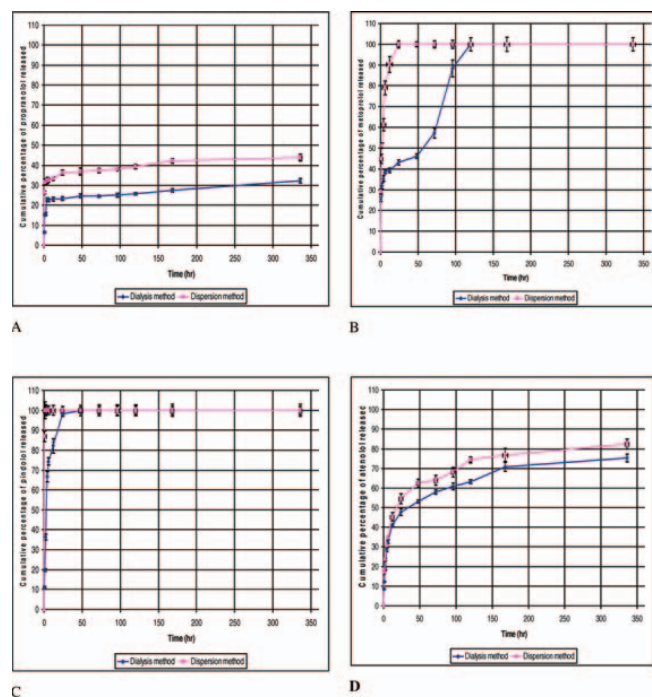 Cumulative percentage of propranolol released
110
100
90
80
70
60
50
40
30
20
10
0
0 50 100 150 200 250 300 350
Time (hr)
Dialysis method Dispersion method
A
Cumulative percentage of metoprolol released
110
100
90
80
70
60
50
40
30
20
10
0
0 50 100 150 200 250 300 350
Time (hr)
Dialysis method Dispersion method
B
Cumulative percentage of pindolol released
110
100
90
80
70
60
50
40
30
20
10
0
0 50 100 150 200 250 300 350
Time (hr)
Dialysis method Dispersion method
C
Cumulative percentage of atenolol released
110
100
90
80
70
60
50
40
30
20
10
0
0 50 100 150 200 250 300 350
Time (hr)
Dialysis method Dispersion method
D